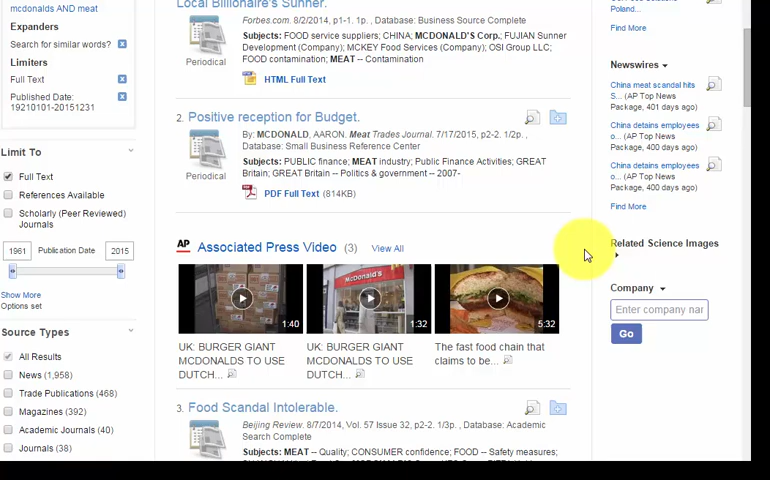 mcdonalds AND meat
Expanders
Search for similar words?
Limiters
Full Text
Published Date:
19210101-20151231
Limit To
Full Text
References Available
Scholarly (Peer Reviewed)
Journals
1961 Publication Date 2015
Show More
Options set
Source Types
All Results
News (1,958)
Trade Publications (468)
Magazines (392)
Academic Journals (40)
Journals (38)
Local Billionaire's Sunner.
Forbes.com. 8/2/2014, p1-1. 1p. , Database: Business Source Complete
Periodical
Subjects: FOOD service suppliers; CHINA; MCDONALD'S Corp.; FUJIAN Sunner
Development (Company); MCKEY Food Services (Company); OSI Group LLC;
FOOD contamination; MEAT -- Contamination
HTML Full Text
2. Positive reception for Budget.
By: MCDONALD, AARON. Meat Trades Journal. 7/17/2015, p2-2. 1/2p. ,
Database: Small Business Reference Center
Periodical
Subjects: PUBLIC finance; MEAT industry; Public Finance Activities; GREAT
Britain; GREAT Britain -- Politics & government -- 2007-
PDF Full Text (814KB)
AP Associated Press Video (3) View All
McDonald's
1:40
1:32
5:32
UK: BURGER GIANT
MCDONALDS TO USE
DUTCH...
UK: BURGER GIANT
MCDONALDS TO USE
DUTCH...
The fast food chain that
claims to be...
3. Food Scandal Intolerable.
Beijing Review. 8/7/2014, Vol. 57 Issue 32, p2-2. 1/3p. , Database: Academic
Search Complete
Periodical
Subjects: MEAT -- Quality; CONSUMER confidence; FOOD -- Safety measures;
Poland...
Find More
Newswires
China meat scandal hits
S... (AP Top News
Package, 401 days ago)
China detains employees
o... (AP Top News
Package, 400 days ago)
China detains employees
o... (AP Top News
Package, 400 days ago)
Find More
Related Science Images
Company
Enter company nar
Go